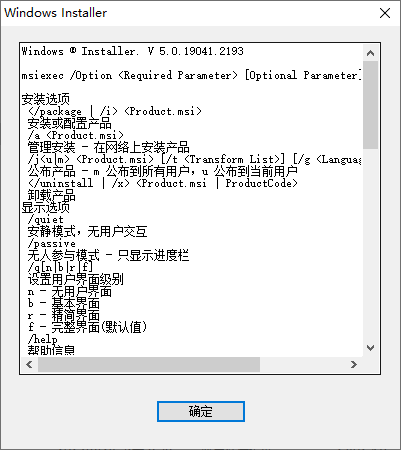 Windows Installer
Windows ® Installer. V 5.0.19041.2193
msiexec /Option <Required Parameter> [Optional Parameter]
安装选项
</package | /i> <Product.msi>
安装或配置产品
/a <Product.msi>
管理安装 - 在网络上安装产品
/j<u|m> <Product.msi> [/t <Transform List>] [/g <Languag
公布产品 - m 公布到所有用户，u 公布到当前用户
</uninstall | /x> <Product.msi | ProductCode>
卸载产品
显示选项
/quiet
安静模式，无用户交互
/passive
无人参与模式 - 只显示进度栏
/q[n|b|r|f]
设置用户界面级别
n - 无用户界面
b - 基本界面
r - 精简界面
f - 完整界面(默认值)
/help
帮助信息
确定